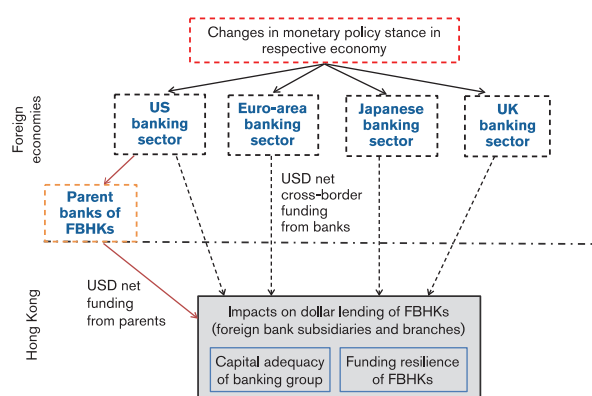 Changes in monetary policy stance in
respective economy
Foreign
economies
US
banking
sector
Euro-area
banking
sector
Japanese
banking
sector
UK
banking
sector
USD net
cross-border
funding
from banks
Parent
banks of
FBHKs
Hong Kong
USD net
funding
from parents
Impacts on dollar lending of FBHKs
(foreign bank subsidiaries and branches)
Capital adequacy
of banking group
Funding resilience
of FBHKs